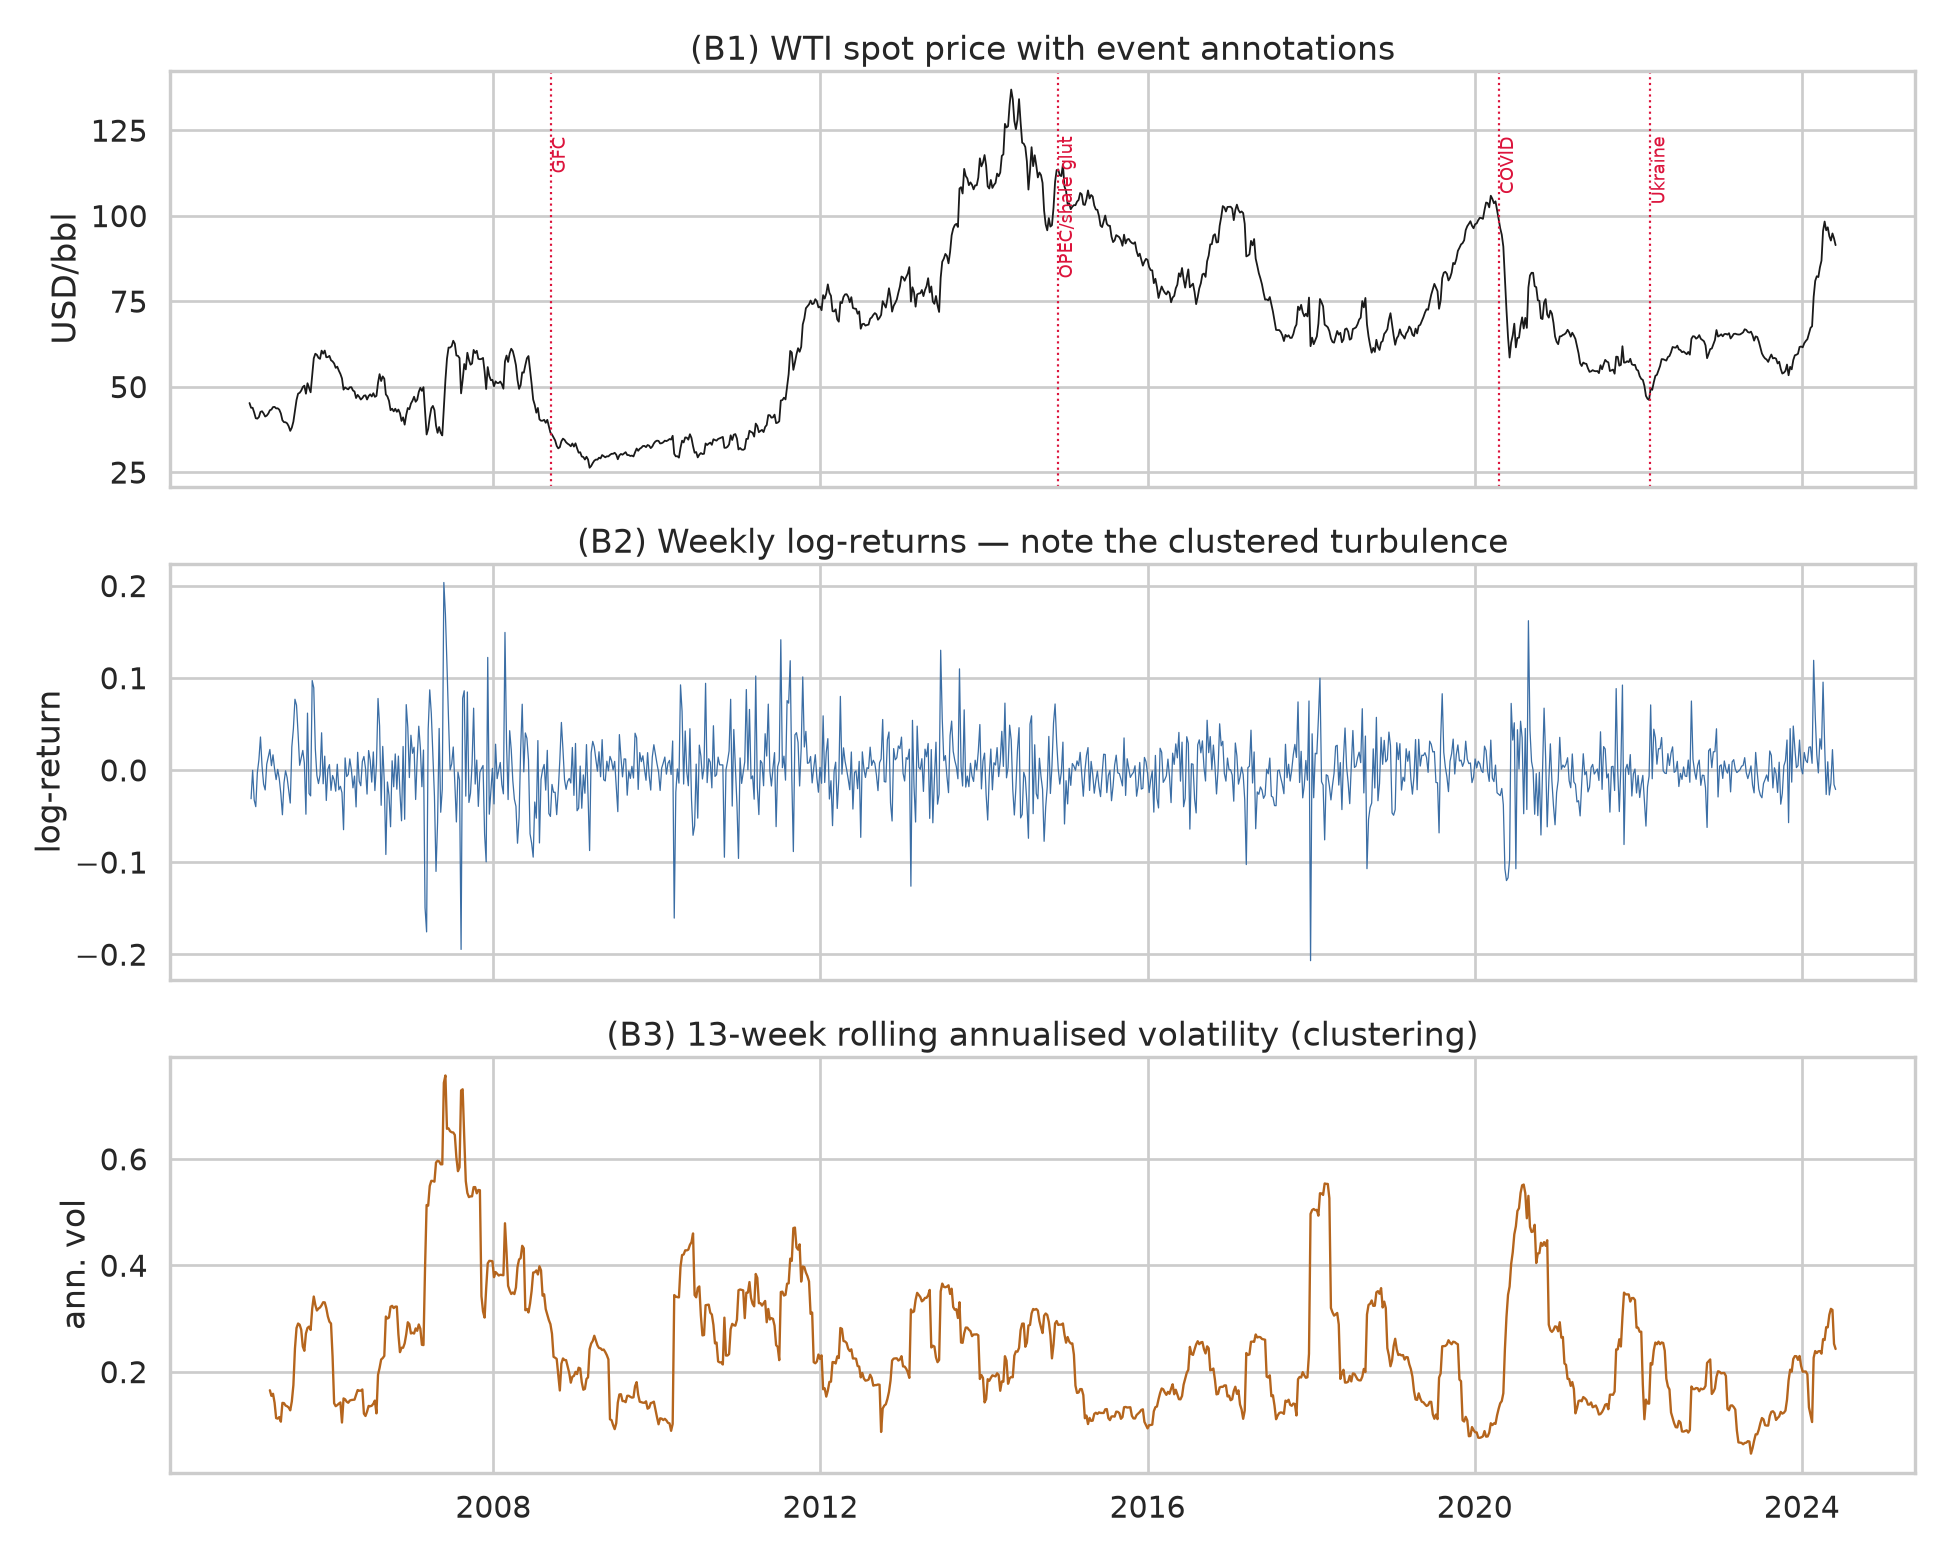 (B1) WTI spot price with event annotations
USD/bbl
125
100
75
50
25
GFC
OPEC/shale glut
COVID
Ukraine
(B2) Weekly log-returns — note the clustered turbulence
log-return
0.2
0.1
0.0
−0.1
−0.2
(B3) 13-week rolling annualised volatility (clustering)
ann. vol
0.6
0.4
0.2
2008
2012
2016
2020
2024